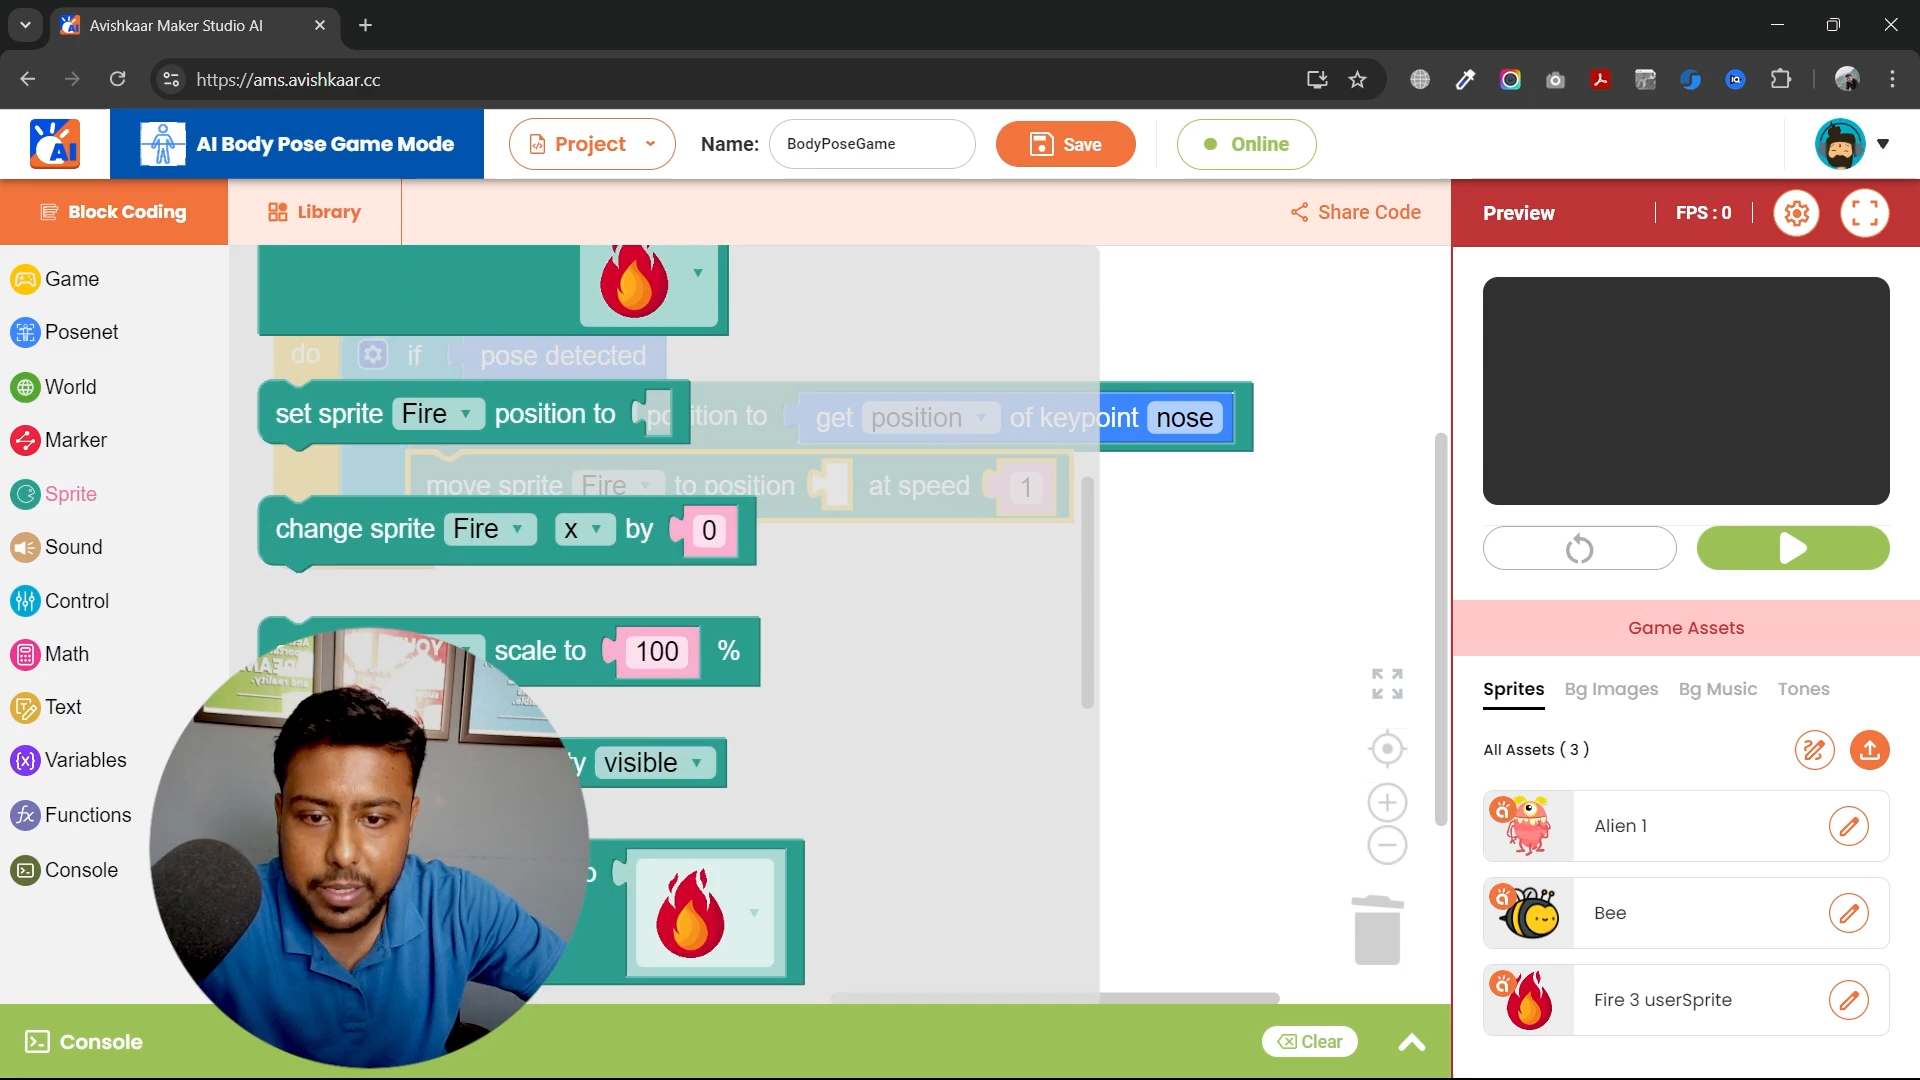 Avishkaar Maker Studio AI
https://ams.avishkaar.cc
AI
AI Body Pose Game Mode
Project
Name:
BodyPoseGame
Save
Online
Block Coding
Library
Share Code
Preview
FPS : 0
Game
Posenet
World
Marker
Sprite
Sound
Control
Math
Text
Variables
Functions
Console
do if pose detected
set sprite Fire position to
position to get position of keypoint nose
move sprite Fire to position at speed 1
change sprite Fire x by 0
scale to 100 %
visible
Game Assets
Sprites
Bg Images
Bg Music
Tones
All Assets ( 3 )
Alien 1
Bee
Fire 3 userSprite
Console
Clear